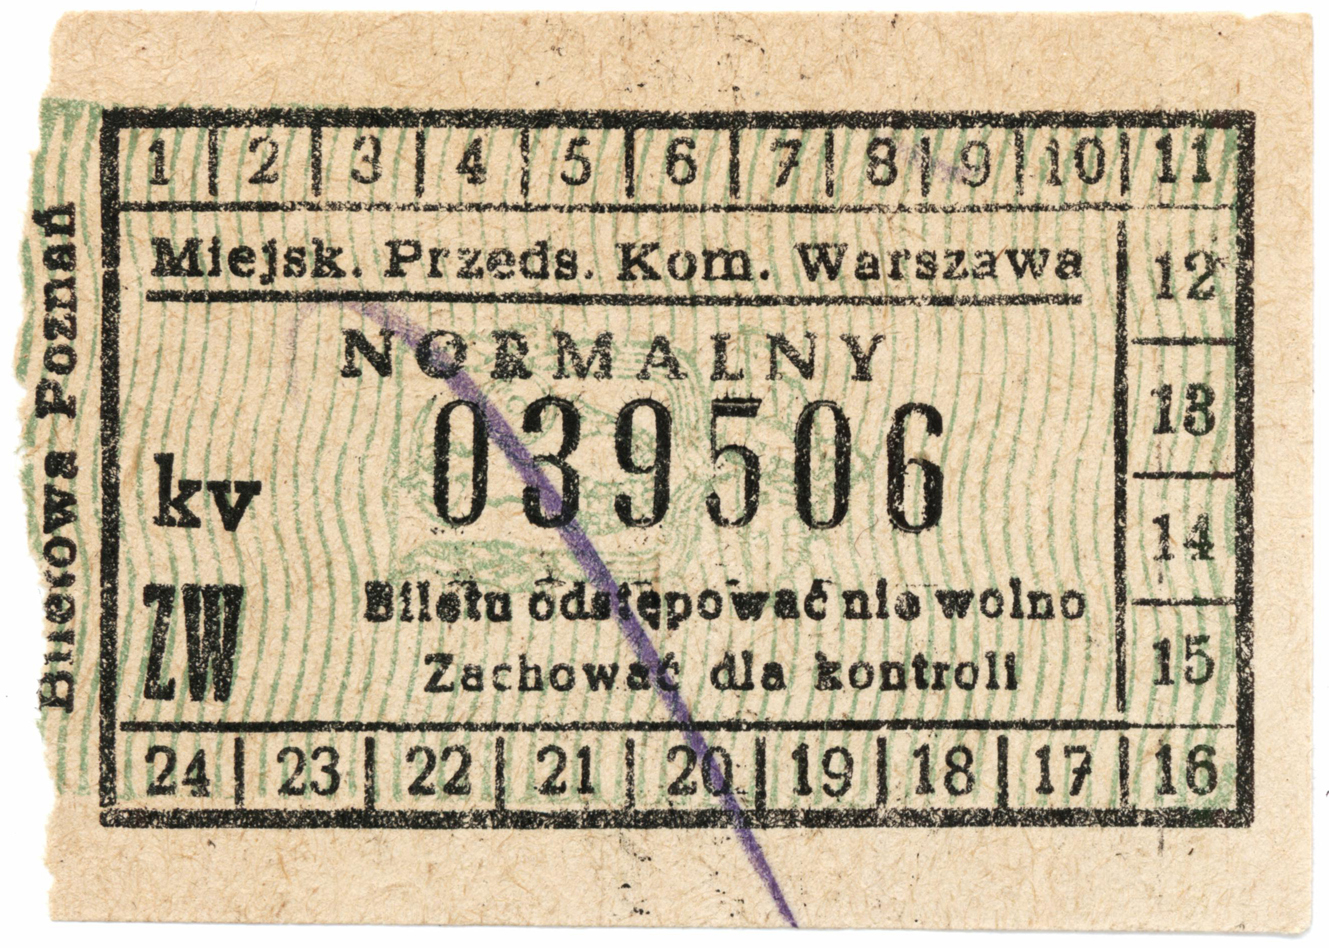 1 2 3 4 5 6 7 8 9 10 11
Miejsk. Przeds. Kom. Warszawa
12
NORMALNY
13
039506
kv
14
ZW
Biletu odstępować nie wolno
15
Zachować dla kontroli
24 23 22 21 20 19 18 17 16
Biletowa Poznań